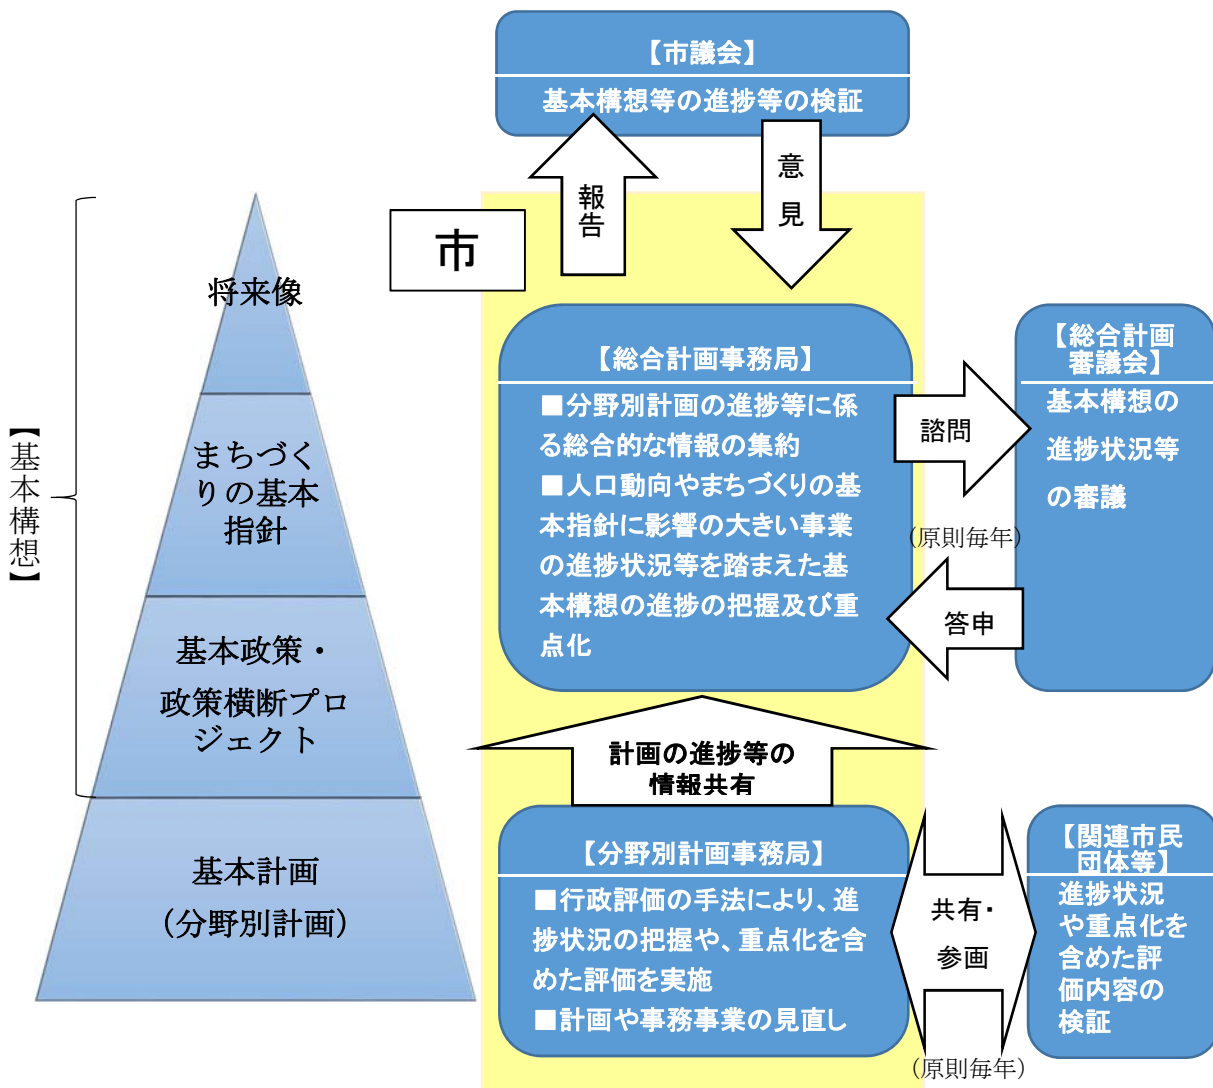 【市議会】
基本構想等の進捗等の検証
報告
意見
市
【基本構想】
将来像
まちづく
りの基本
指針
基本政策・
政策横断プロ
ジェクト
基本計画
(分野別計画)
【総合計画事務局】
■分野別計画の進捗等に係
る総合的な情報の集約
■人口動向やまちづくりの基
本指針に影響の大きい事業
の進捗状況等を踏まえた基
本構想の進捗の把握及び重
点化
諮問
(原則毎年)
答申
【総合計画
審議会】
基本構想の
進捗状況等
の審議
計画の進捗等の
情報共有
【分野別計画事務局】
■行政評価の手法により、進
捗状況の把握や、重点化を含
めた評価を実施
■計画や事務事業の見直し
共有・
参画
(原則毎年)
【関連市民
団体等】
進捗状況
や重点化を
含めた評
価内容の
検証